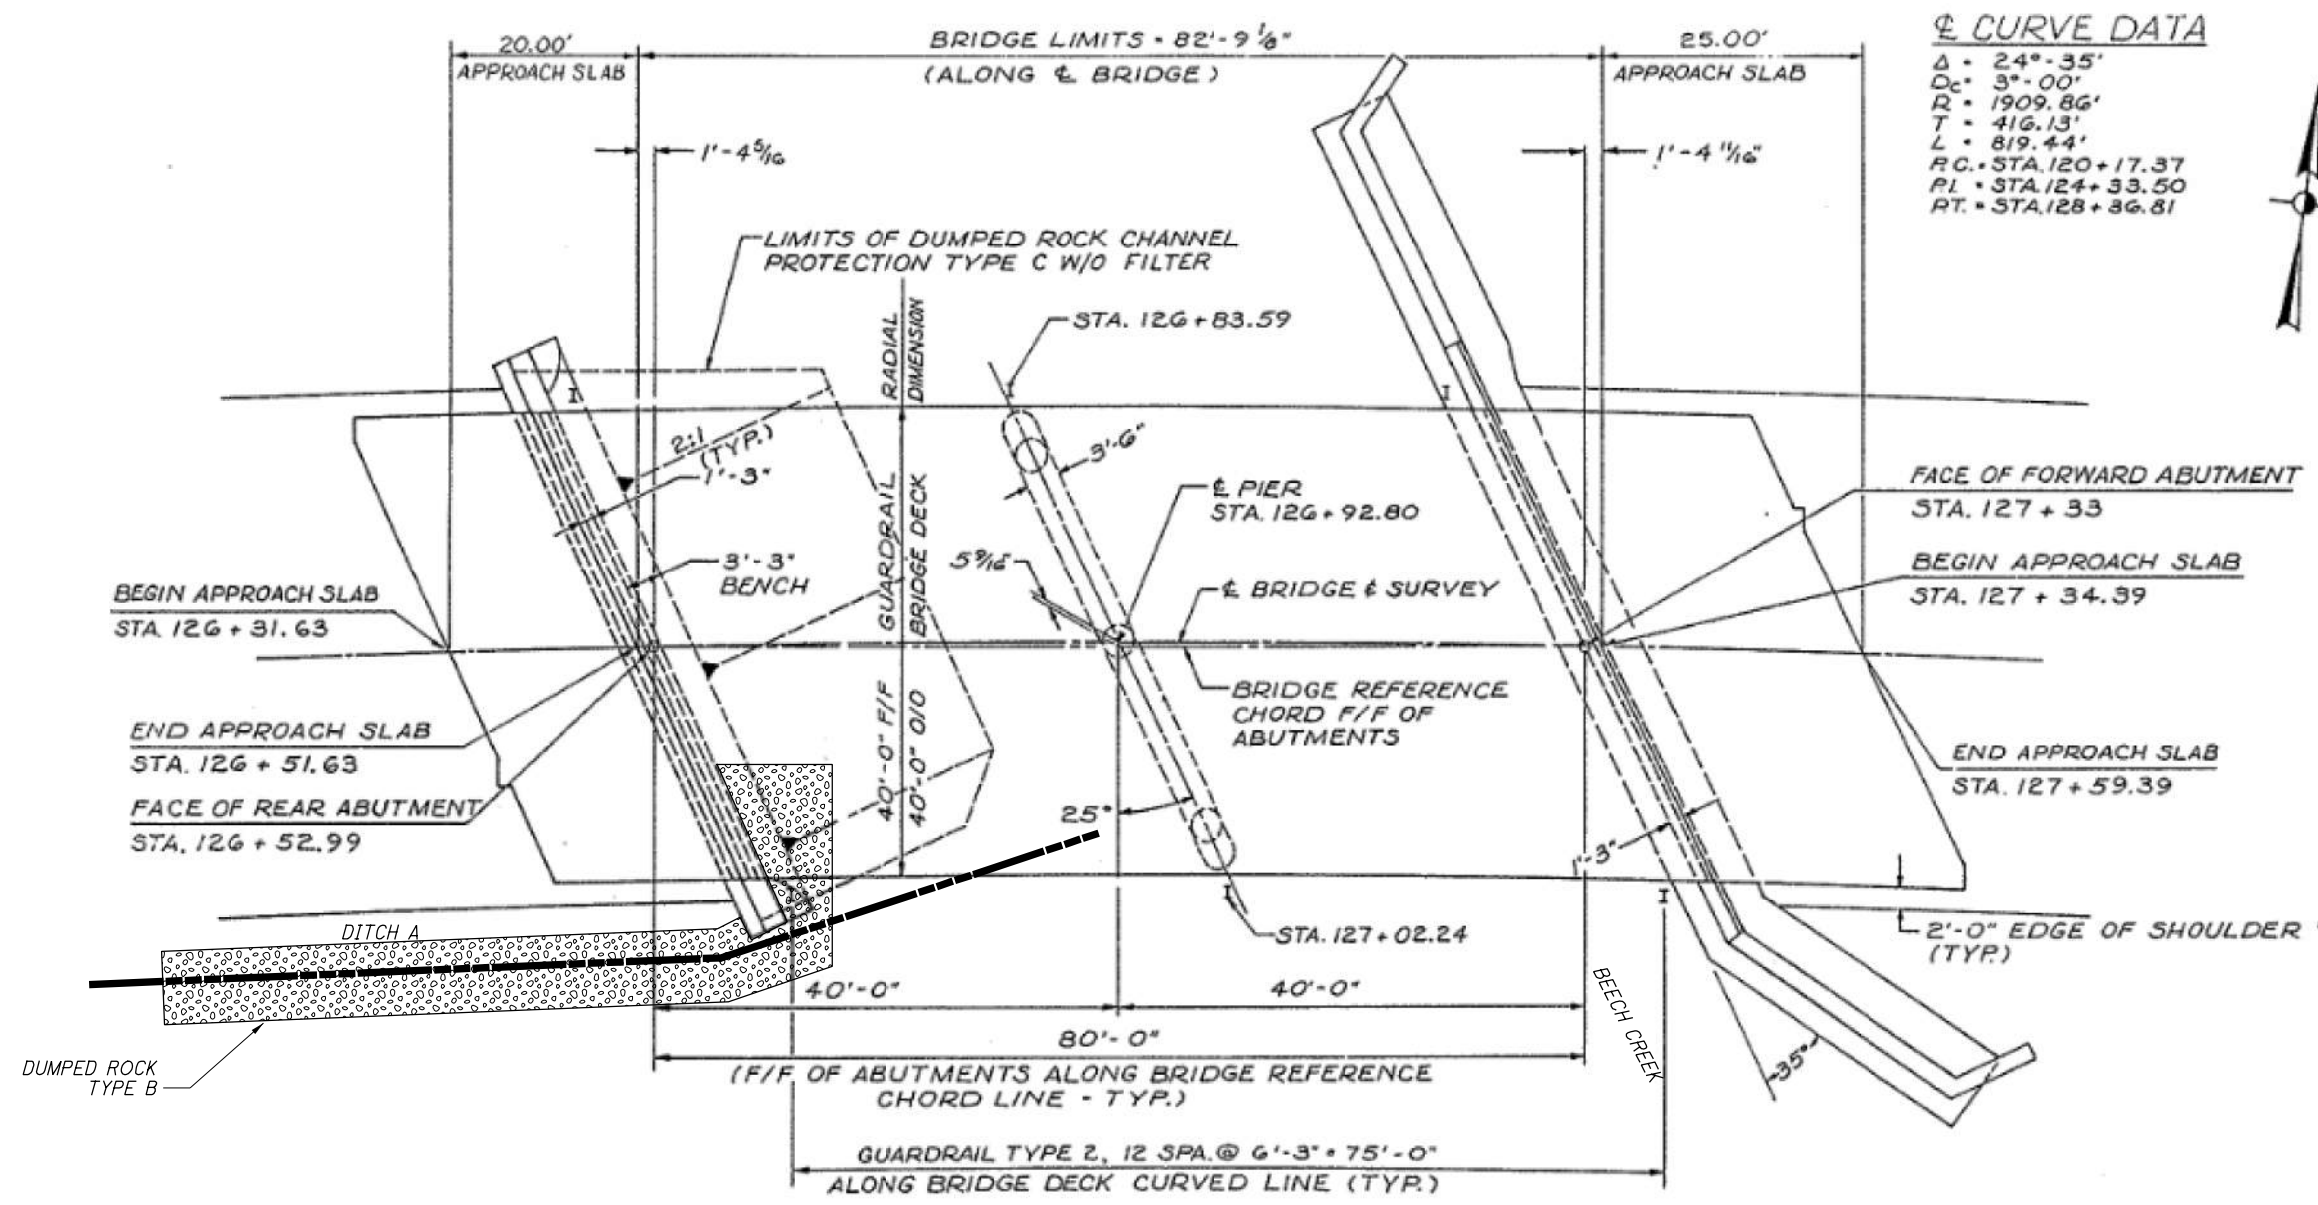 20.00'
APPROACH SLAB
BRIDGE LIMITS = 82'-9 1/8"
(ALONG ℄ BRIDGE)
25.00'
APPROACH SLAB
℄ CURVE DATA
Δ = 24°-35'
Dc= 3°-00'
R = 1909.86'
T = 416.13'
L = 819.44'
P.C.=STA.120+17.37
P.I. = STA.124+33.50
P.T. = STA.128+36.81
1'-4 5/16
1'-4 11/16"
LIMITS OF DUMPED ROCK CHANNEL
PROTECTION TYPE C W/O FILTER
RADIAL
DIMENSION
STA. 126+83.59
2:1
(TYP.)
1'-3"
3'-6"
GUARDRAIL
BRIDGE DECK
℄ PIER
STA. 126+92.80
FACE OF FORWARD ABUTMENT
STA. 127 + 33
3'-3"
BENCH
5 9/16"
℄ BRIDGE & SURVEY
BEGIN APPROACH SLAB
STA. 127 + 34.39
BEGIN APPROACH SLAB
STA. 126 + 31.63
BRIDGE REFERENCE
CHORD F/F OF
ABUTMENTS
40'-0" F/F
40'-0" O/O
END APPROACH SLAB
STA. 126 + 51.63
END APPROACH SLAB
STA. 127 + 59.39
FACE OF REAR ABUTMENT
STA. 126 + 52.99
25°
1'-3"
DITCH A
STA. 127+02.24
2'-0" EDGE OF SHOULDER
(TYP.)
40'-0"
40'-0"
BEECH CREEK
80'-0"
35°
(F/F OF ABUTMENTS ALONG BRIDGE REFERENCE
CHORD LINE - TYP.)
DUMPED ROCK
TYPE B
GUARDRAIL TYPE 2, 12 SPA.@ 6'-3" = 75'-0"
ALONG BRIDGE DECK CURVED LINE (TYP.)